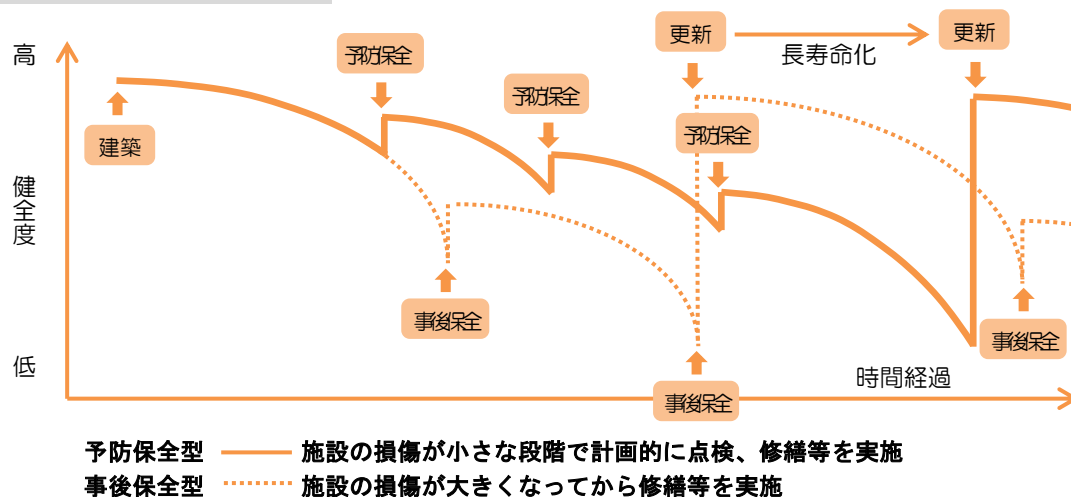 高
健全度
低
建築
予防保全
予防保全
予防保全
更新
長寿命化
更新
事後保全
事後保全
事後保全
時間経過
予防保全型 施設の損傷が小さな段階で計画的に点検、修繕等を実施
事後保全型 施設の損傷が大きくなってから修繕等を実施